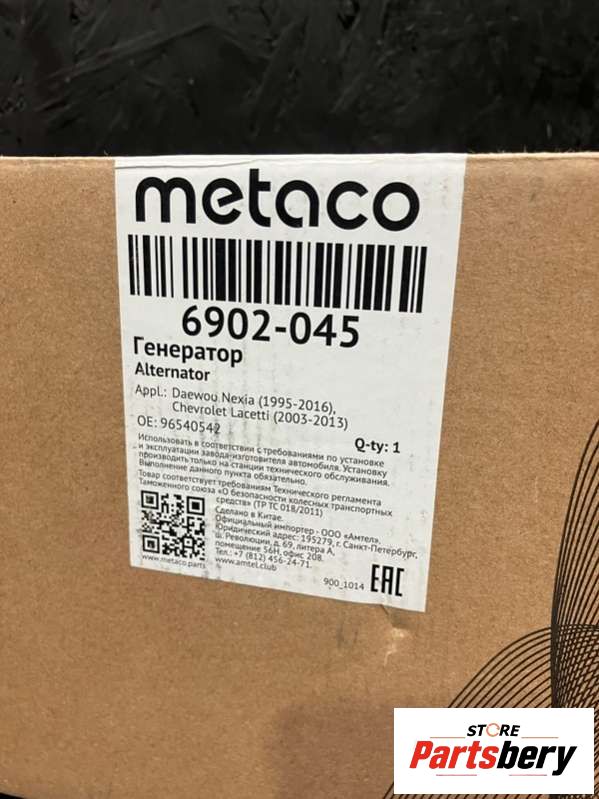 metaco
6902-045
Генератор
Alternator
Appl.: Daewou Nexia (1995-2016),
Chevrolet Lacetti (2003-2013)
OE: 96540542
Q-ty: 1
Использовать в соответствии с требованиями по установке
и эксплуатации завода-изготовителя автомобиля. Установку
производить только на станции технического обслуживания.
Выполнение данного пункта обязательно.
Товар соответствует требованиям Технического регламента
Таможенного союза «О безопасности колесных транспортных
средств» (ТР ТС 018/2011)
Сделано в Китае.
Официальный импортер - ООО «Амтел».
Юридический адрес: 195279, г. Санкт-Петербург,
ш. Революции, д. 69, литера А,
помещение 56Н, офис 208.
Тел.: +7 (812) 456-24-71.
www.metaco.parts
www.amtel.club
900_1014
EAC
STORE
Partsbery